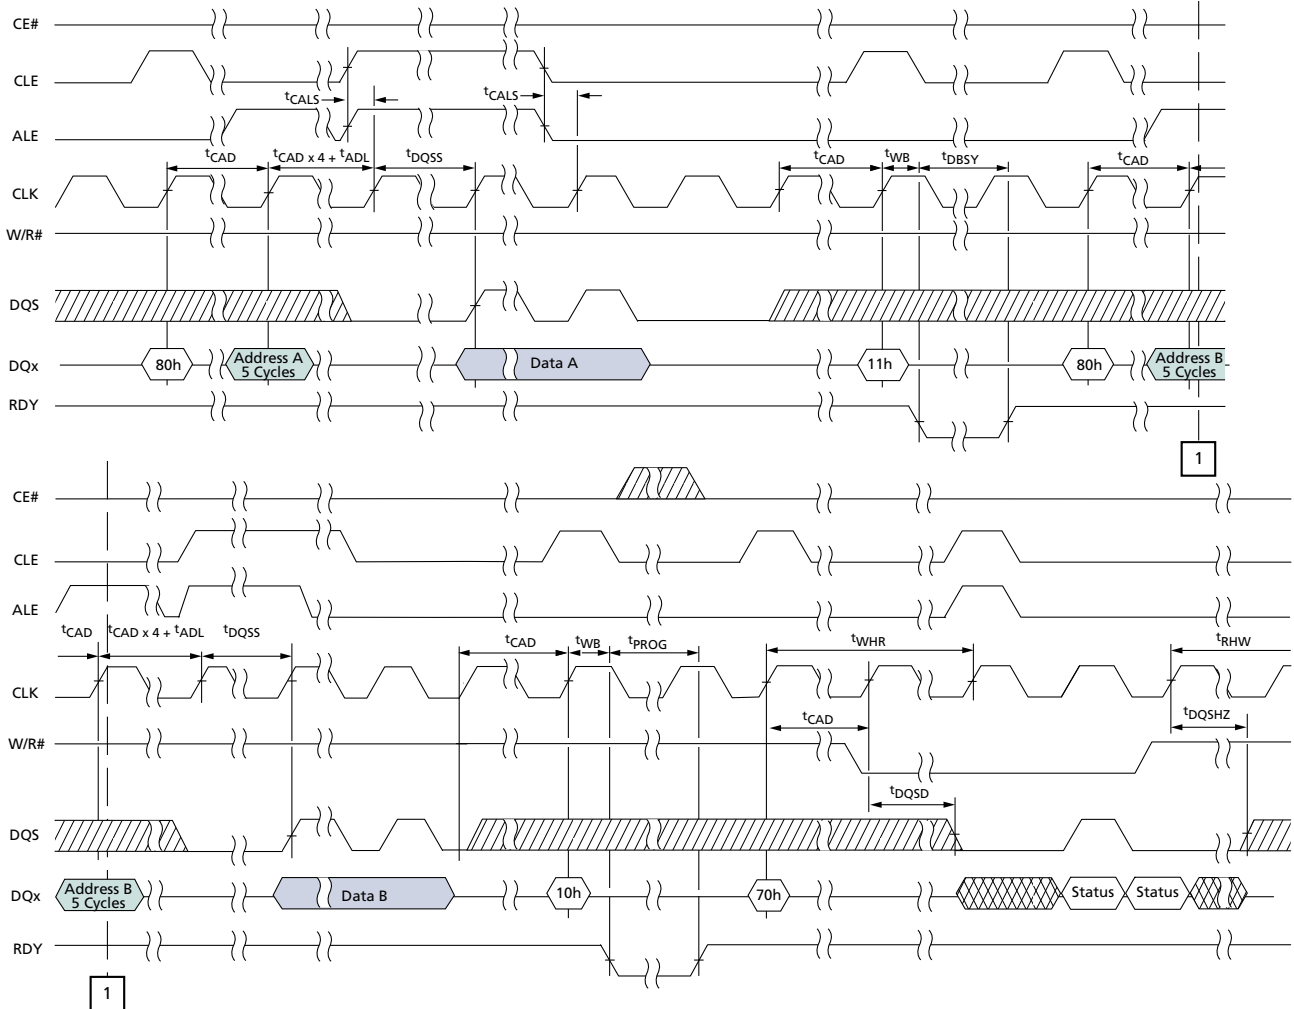 CE#
CLE
tCALS
tCALS
ALE
tCAD
tCAD x 4 + tADL
tDQSS
tCAD
tWB
tDBSY
tCAD
CLK
W/R#
DQS
DQx
80h
Address A
5 Cycles
Data A
11h
80h
Address B
5 Cycles
RDY
1
CE#
CLE
ALE
tCAD
tCAD x 4 + tADL
tDQSS
tCAD
tWB
tPROG
tWHR
tRHW
CLK
tCAD
tDQSHZ
W/R#
tDQSD
DQS
DQx
Address B
5 Cycles
Data B
10h
70h
Status
Status
RDY
1